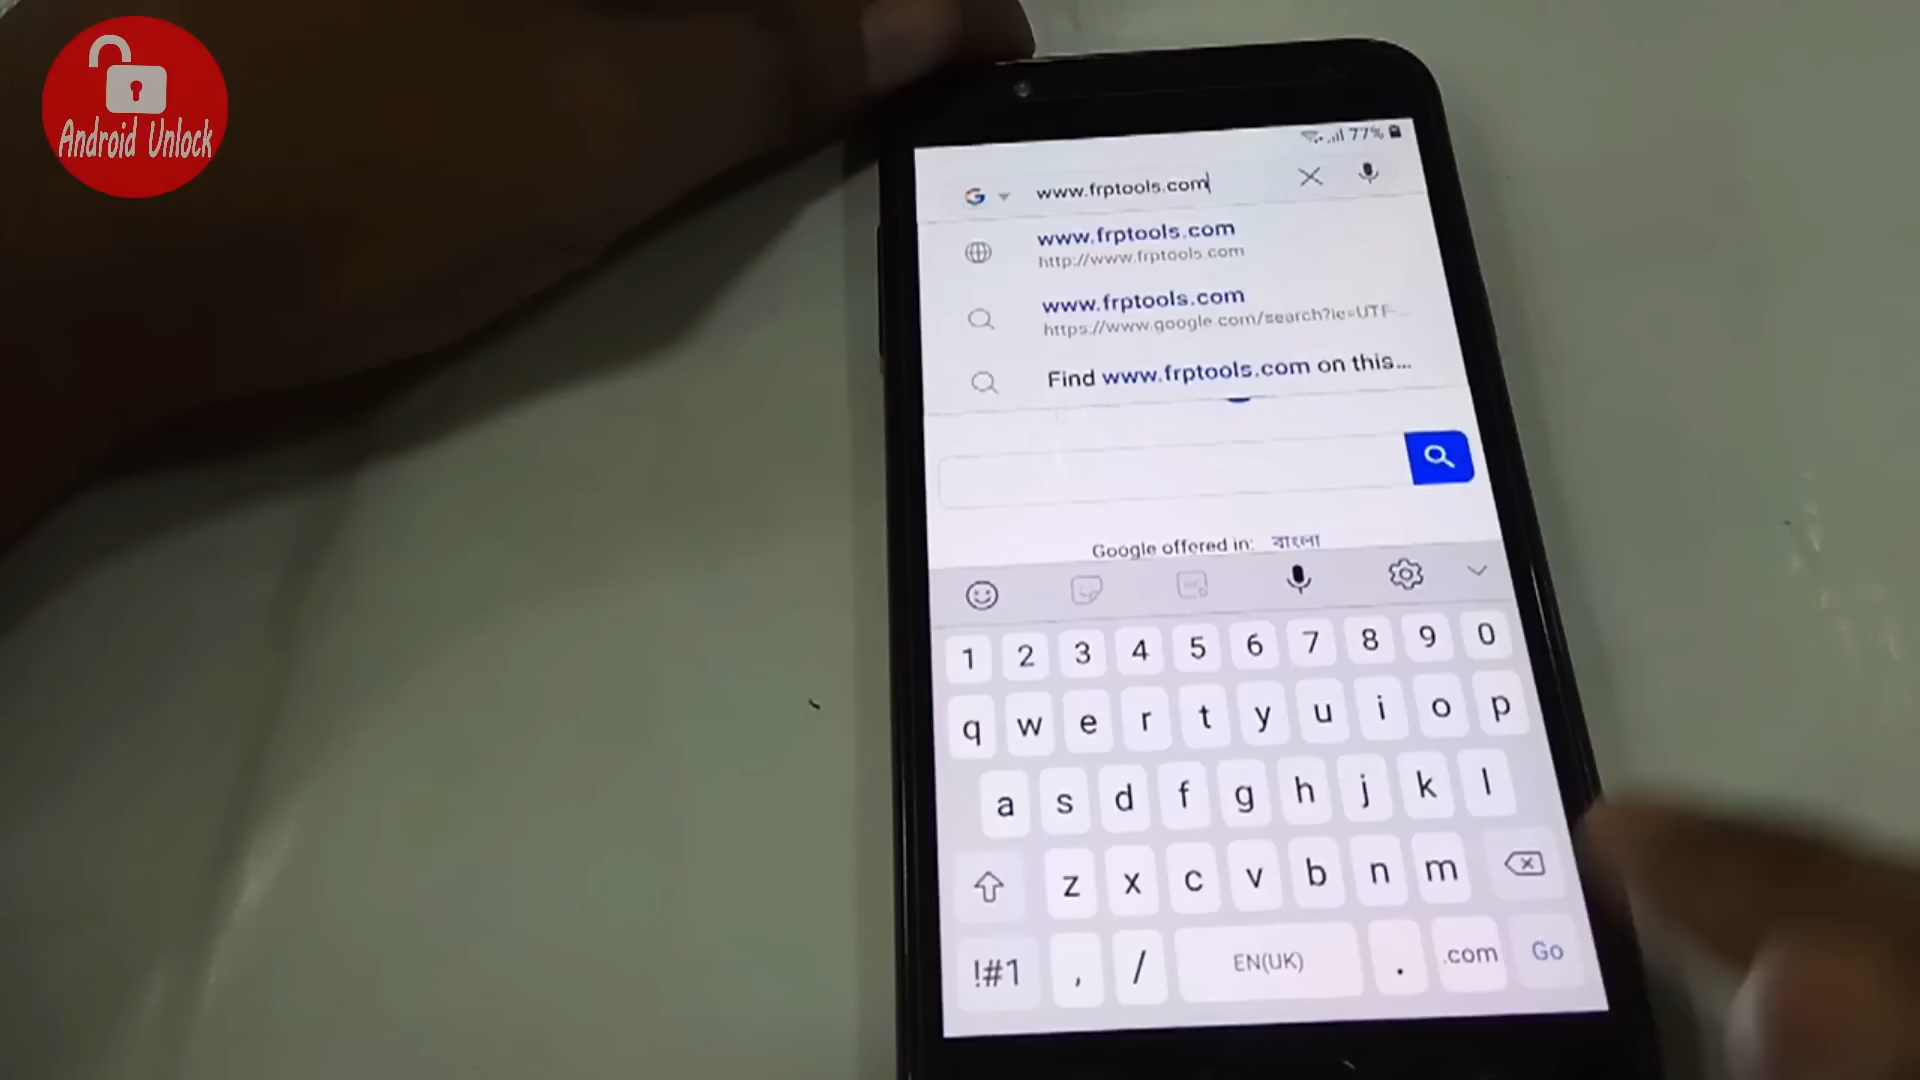 Android Unlock
77%
www.frptools.com
www.frptools.com
http://www.frptools.com
www.frptools.com
https://www.google.com/search?ie=UTF-...
Find www.frptools.com on this...
Google offered in: বাংলা
1 2 3 4 5 6 7 8 9 0
q w e r t y u i o p
a s d f g h j k l
z x c v b n m
!#1 , / EN(UK) . .com Go